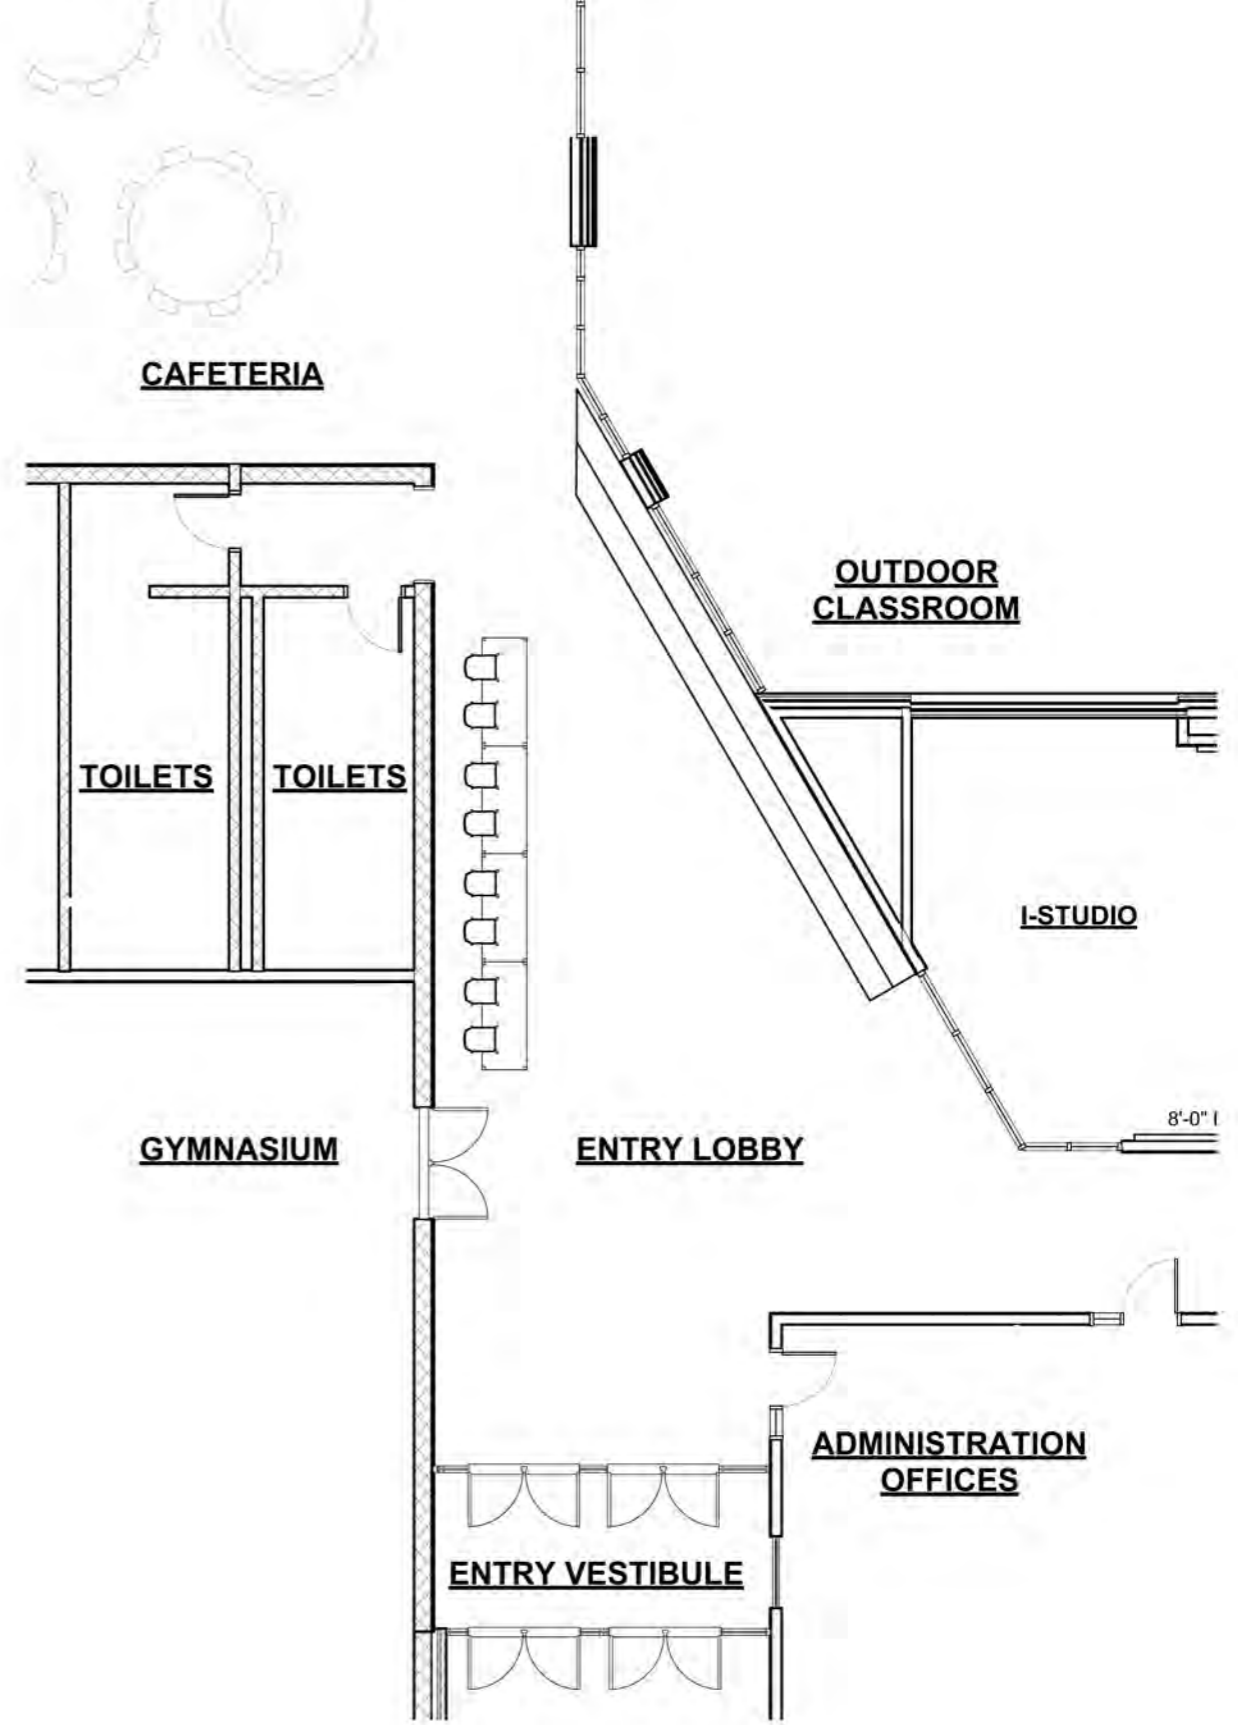 CAFETERIA
OUTDOOR
CLASSROOM
TOILETS
TOILETS
I-STUDIO
8'-0"
GYMNASIUM
ENTRY LOBBY
ADMINISTRATION
OFFICES
ENTRY VESTIBULE